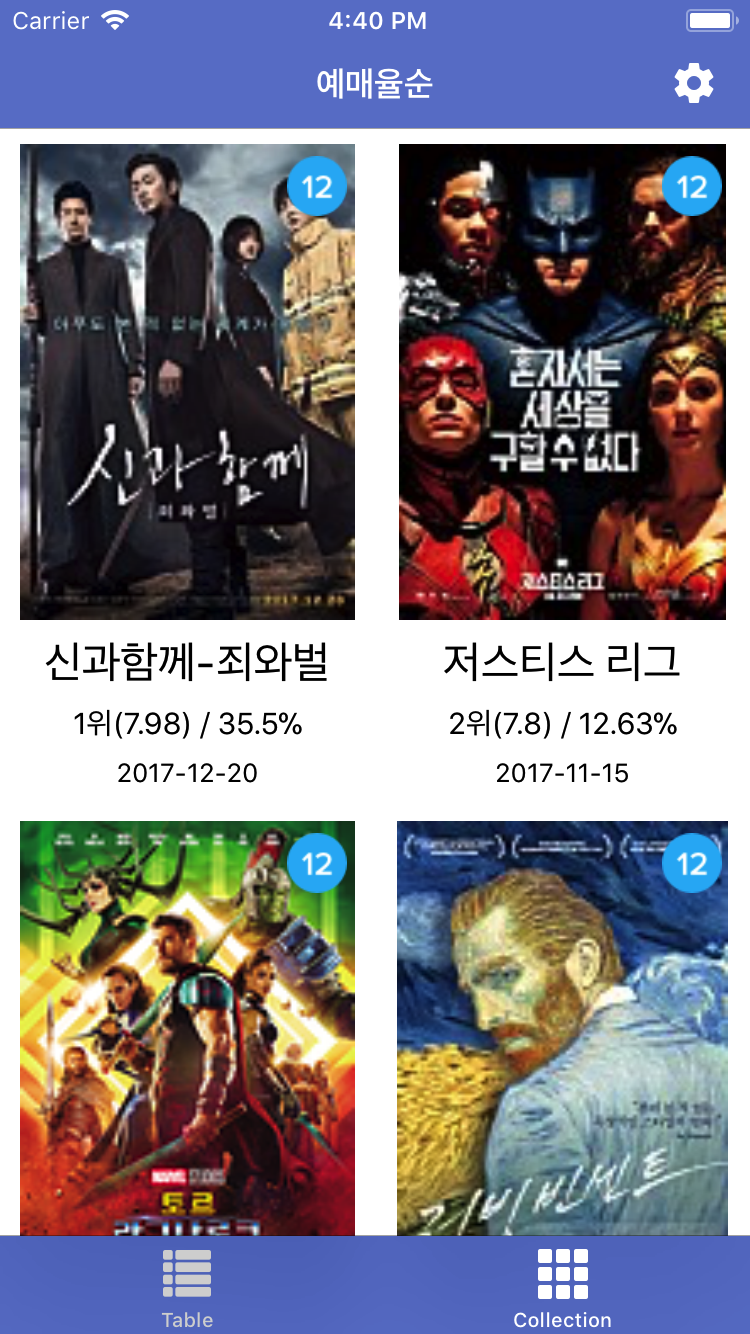 Carrier 4:40 PM
예매율순
12
12
혼자서는
세상을
구할 수 없다
신과함께
저스티스 리그
신과함께-죄와벌
저스티스 리그
1위(7.98) / 35.5%
2위(7.8) / 12.63%
2017-12-20
2017-11-15
12
12
MARVEL
토르
러빙 빈센트
Table
Collection